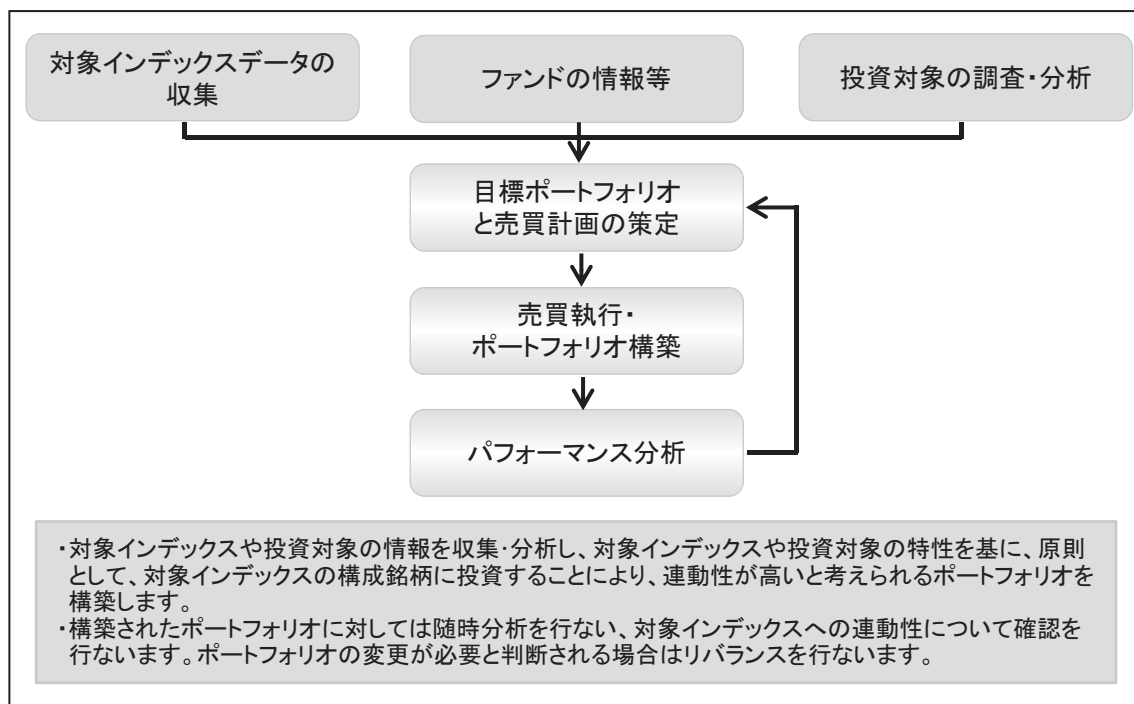 対象インデックスデータの
収集
ファンドの情報等
投資対象の調査・分析
目標ポートフォリオ
と売買計画の策定
売買執行・
ポートフォリオ構築
パフォーマンス分析
・対象インデックスや投資対象の情報を収集・分析し、対象インデックスや投資対象の特性を基に、原則
として、対象インデックスの構成銘柄に投資することにより、連動性が高いと考えられるポートフォリオを
構築します。
・構築されたポートフォリオに対しては随時分析を行ない、対象インデックスへの連動性について確認を
行ないます。ポートフォリオの変更が必要と判断される場合はリバランスを行ないます。